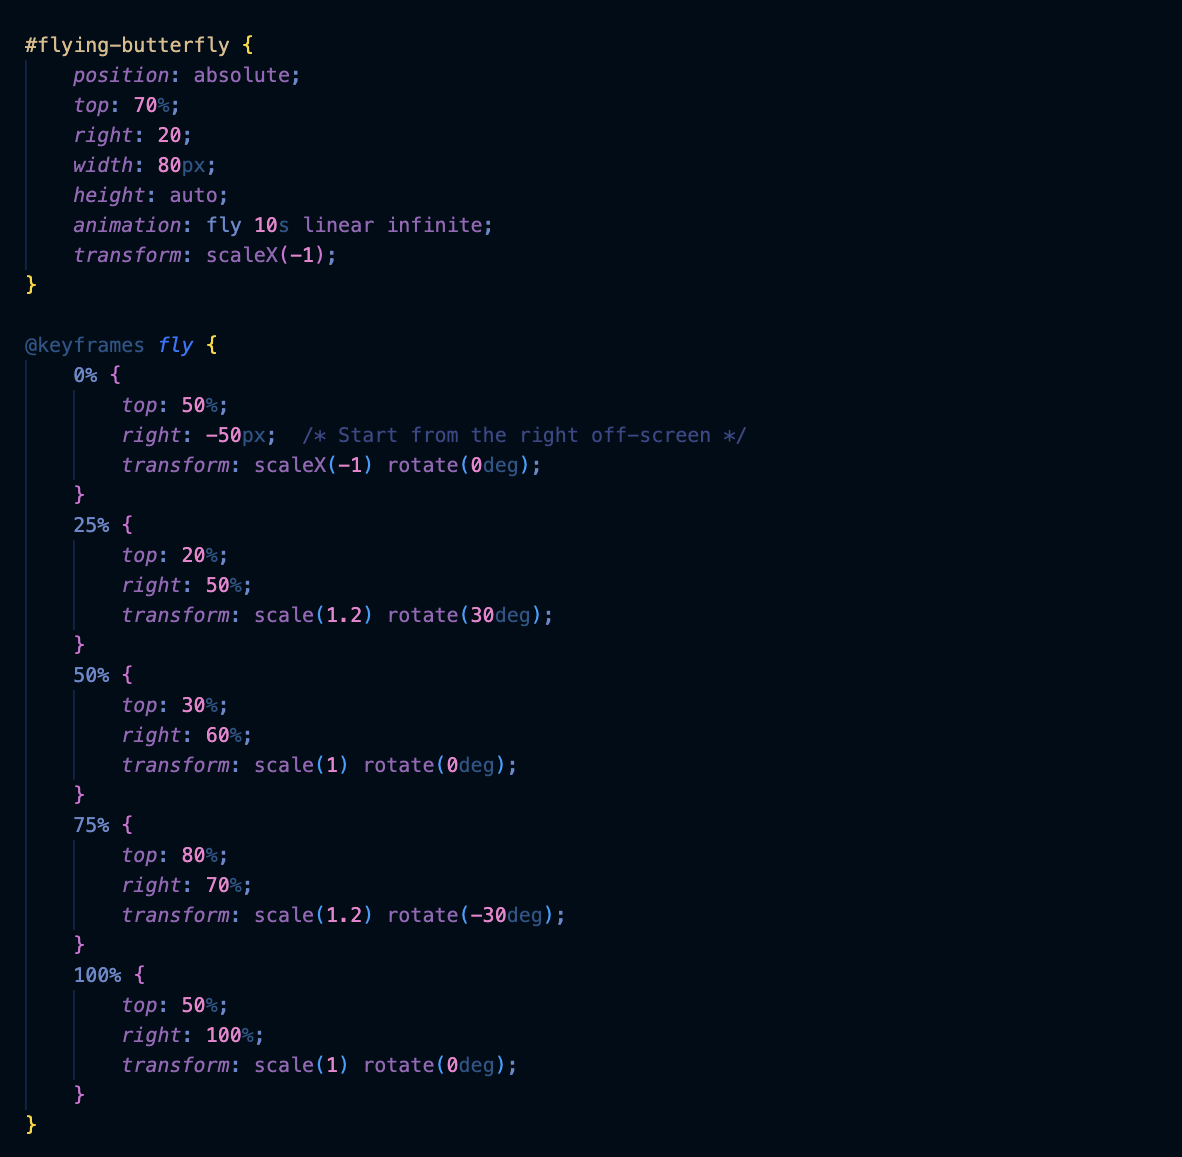 #flying-butterfly {
    position: absolute;
    top: 70%;
    right: 20;
    width: 80px;
    height: auto;
    animation: fly 10s linear infinite;
    transform: scaleX(-1);
}

@keyframes fly {
    0% {
        top: 50%;
        right: -50px;  /* Start from the right off-screen */
        transform: scaleX(-1) rotate(0deg);
    }
    25% {
        top: 20%;
        right: 50%;
        transform: scale(1.2) rotate(30deg);
    }
    50% {
        top: 30%;
        right: 60%;
        transform: scale(1) rotate(0deg);
    }
    75% {
        top: 80%;
        right: 70%;
        transform: scale(1.2) rotate(-30deg);
    }
    100% {
        top: 50%;
        right: 100%;
        transform: scale(1) rotate(0deg);
    }
}